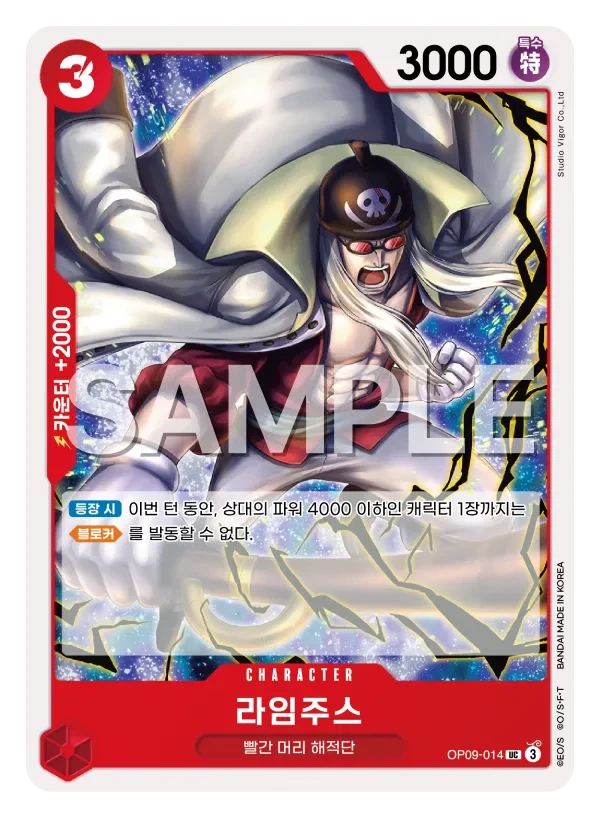 3
3000
특수
特
Studio Vigor Co.,Ltd
카운터 +2000
SAMPLE
등장 시 이번 턴 동안, 상대의 파워 4000 이하인 캐릭터 1장까지는
블로커 를 발동할 수 없다.
CHARACTER
라임주스
빨간 머리 해적단
OP09-014 UC 3
©EO/S ©O/S·F·T BANDAI MADE IN KOREA